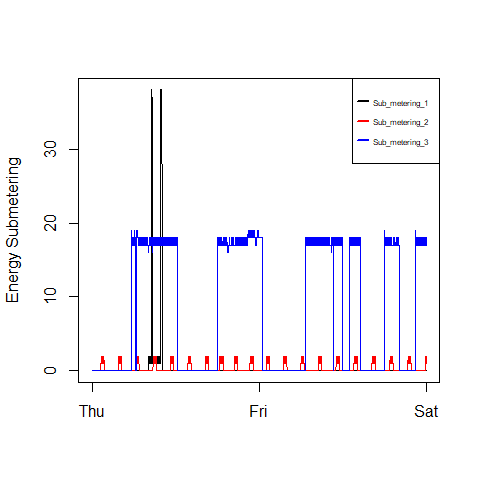 Energy Submetering
30
20
10
0
Thu
Fri
Sat
Sub_metering_1
Sub_metering_2
Sub_metering_3